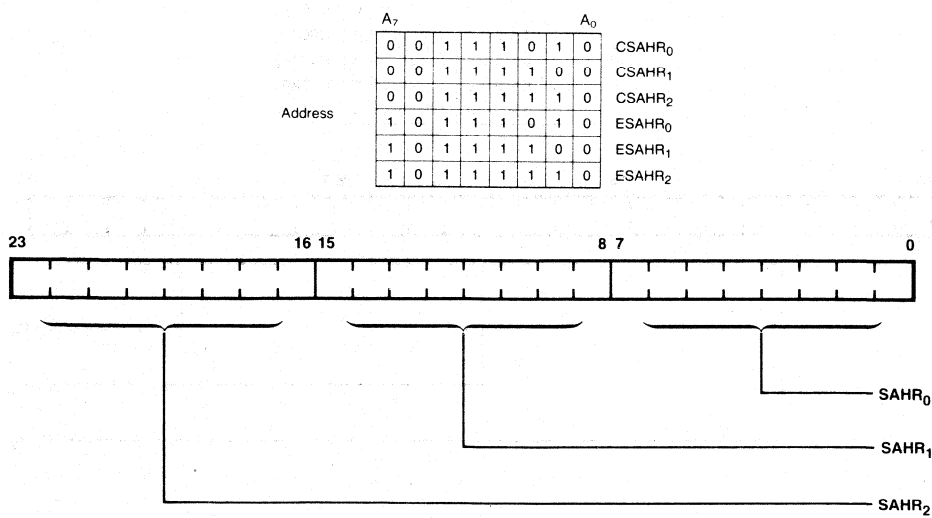 A7 A0
0 0 1 1 1 0 1 0 CSAHR0
0 0 1 1 1 1 0 0 CSAHR1
0 0 1 1 1 1 1 0 CSAHR2
Address
1 0 1 1 1 0 1 0 ESAHR0
1 0 1 1 1 1 0 0 ESAHR1
1 0 1 1 1 1 1 0 ESAHR2
23 16 15 8 7 0
SAHR0
SAHR1
SAHR2